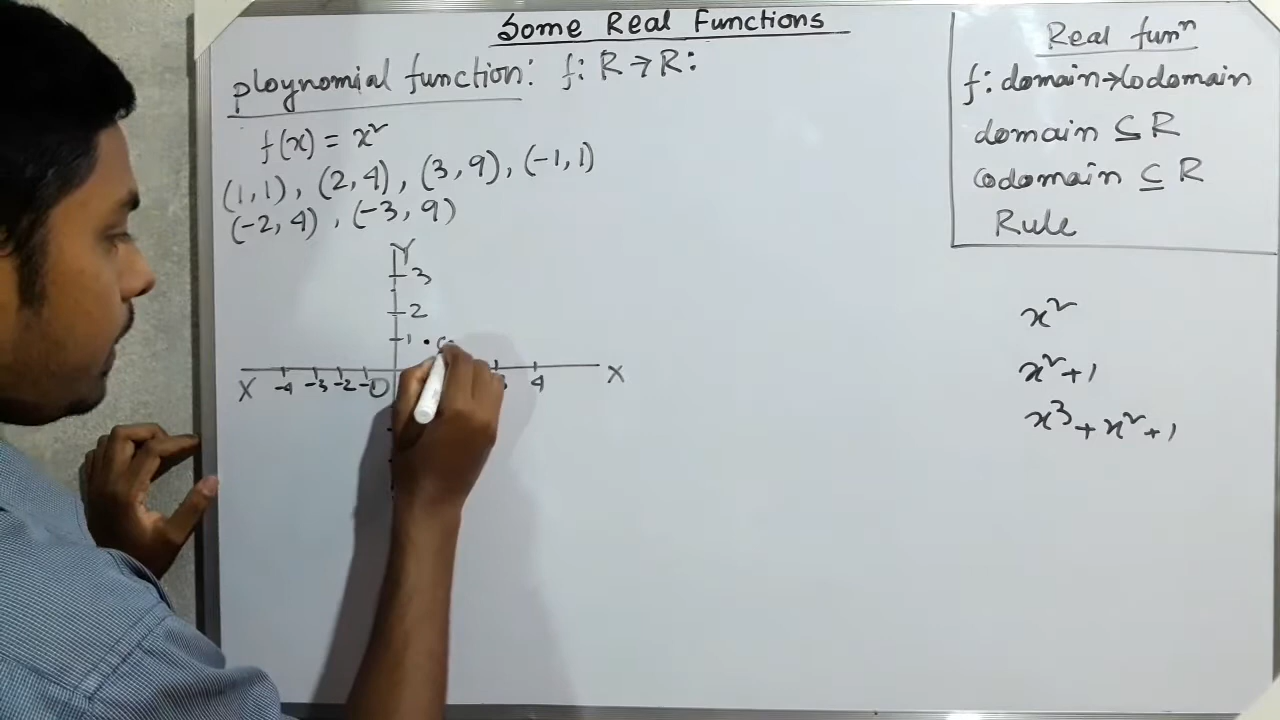 Some Real Functions
ploynomial function: f: R → R:
f(x) = x²
(1, 1), (2, 4), (3, 9), (-1, 1)
(-2, 4), (-3, 9)
Y
3
2
1
X -4 -3 -2 -1 0 4 X
Real funⁿ
f: domain → Codomain
domain ⊆ R
Codomain ⊆ R
Rule
x²
x²+1
x³+x²+1